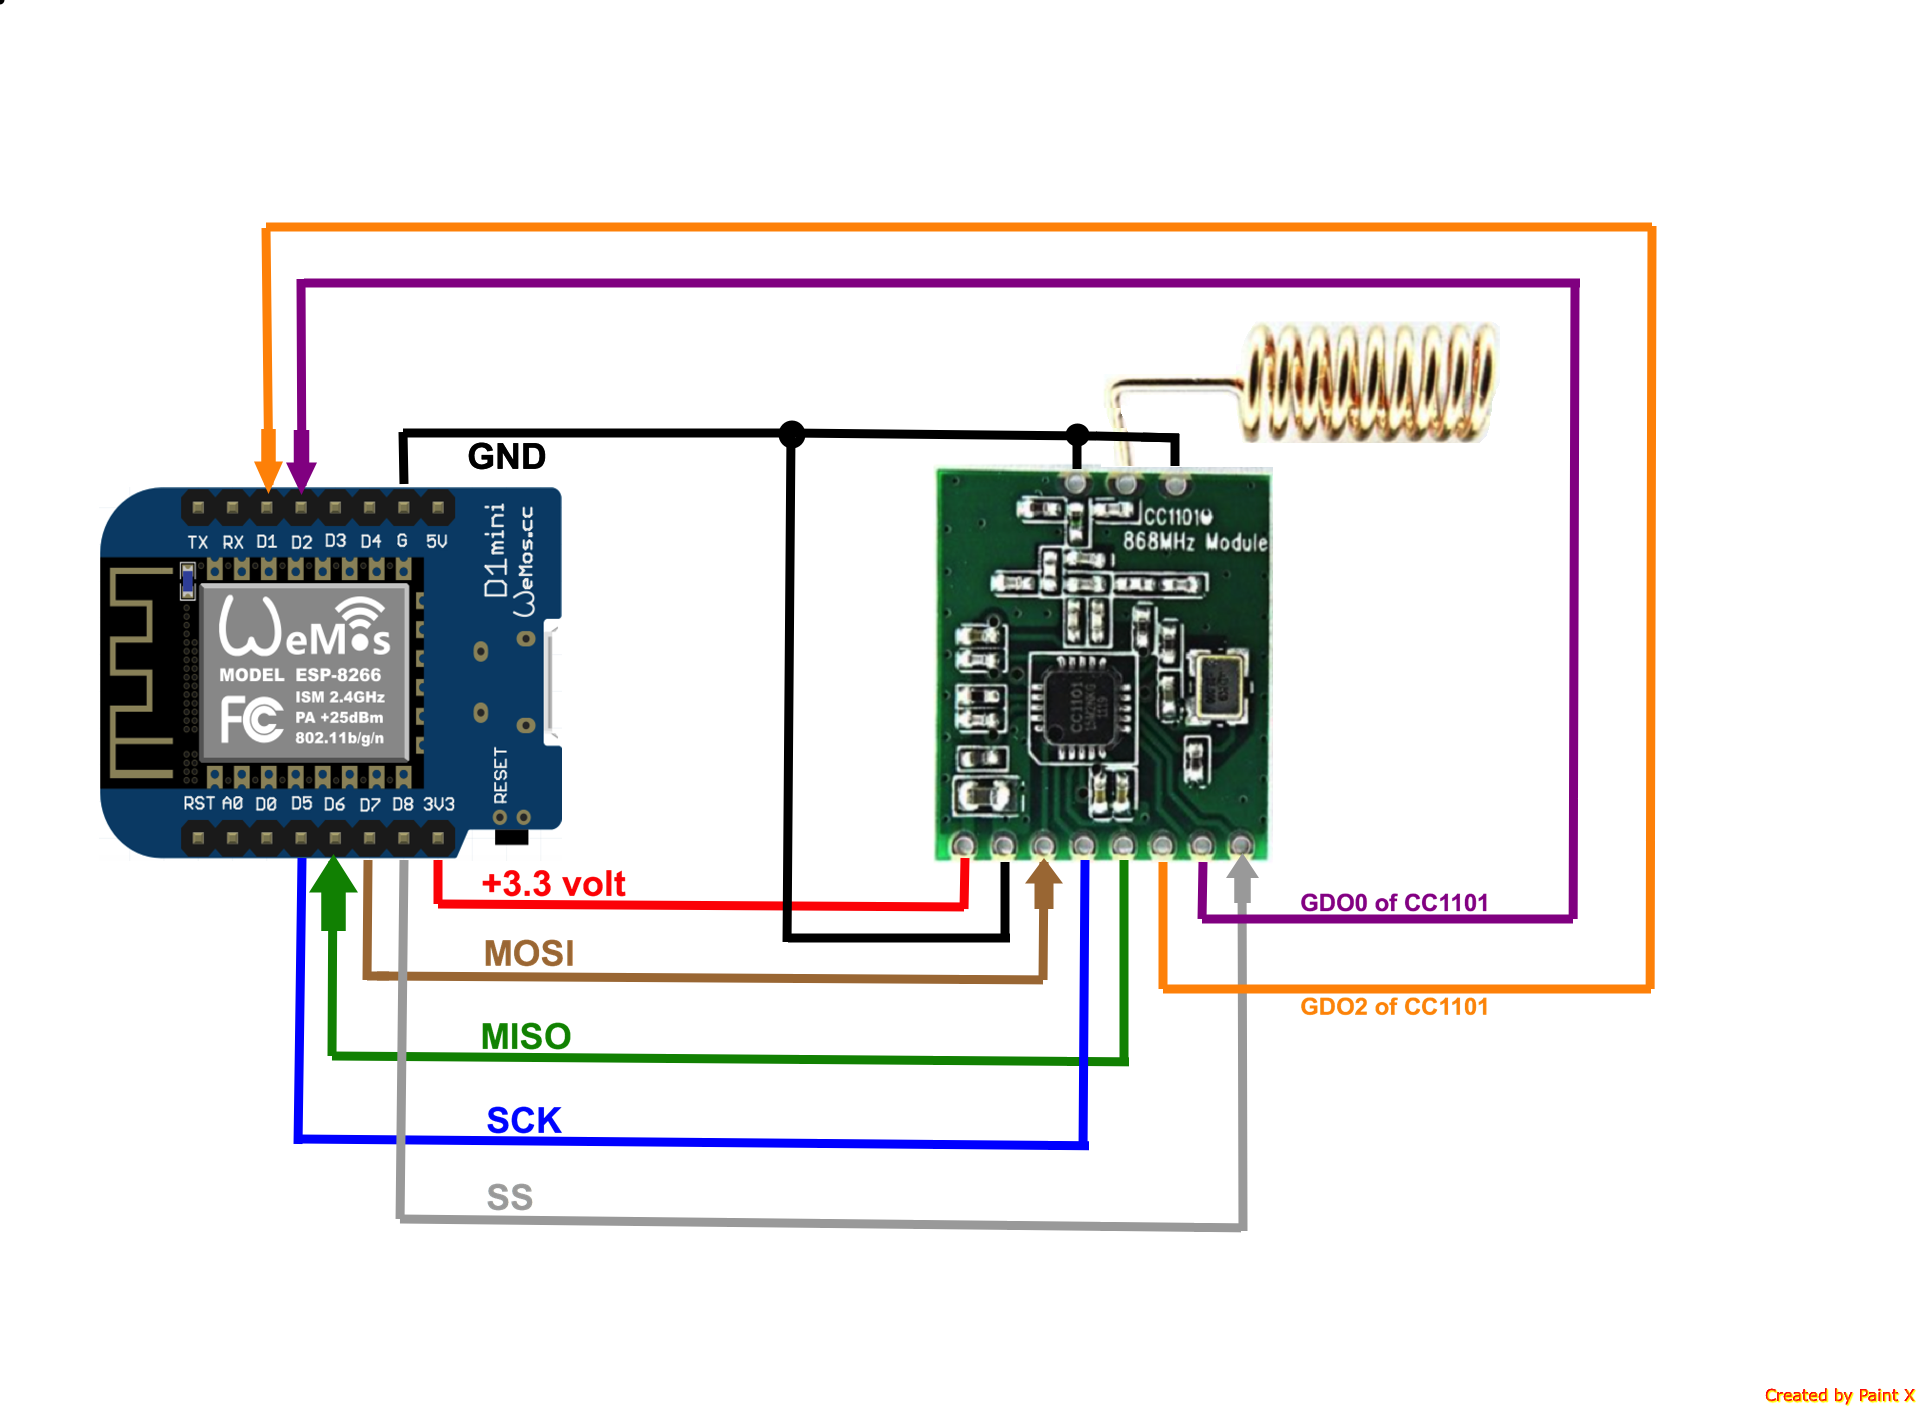 GND
TX RX D1 D2 D3 D4 G 5V
D1 mini
WeMos.cc
WeMos
MODEL ESP-8266
FC
ISM 2.4GHz
PA +25dBm
802.11b/g/n
RESET
RST A0 D0 D5 D6 D7 D8 3V3
CC1101
868MHz Module
CC1101
1119
+3.3 volt
MOSI
MISO
SCK
SS
GDO0 of CC1101
GDO2 of CC1101
Created by Paint X